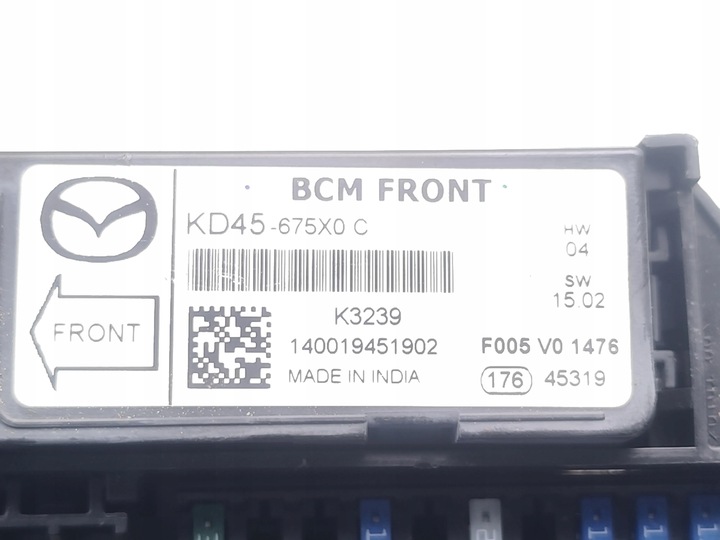 BCM FRONT
KD45-675X0 C
HW
04
SW
15.02
FRONT
K3239
140019451902
F005 V0 1476
MADE IN INDIA
176 45319